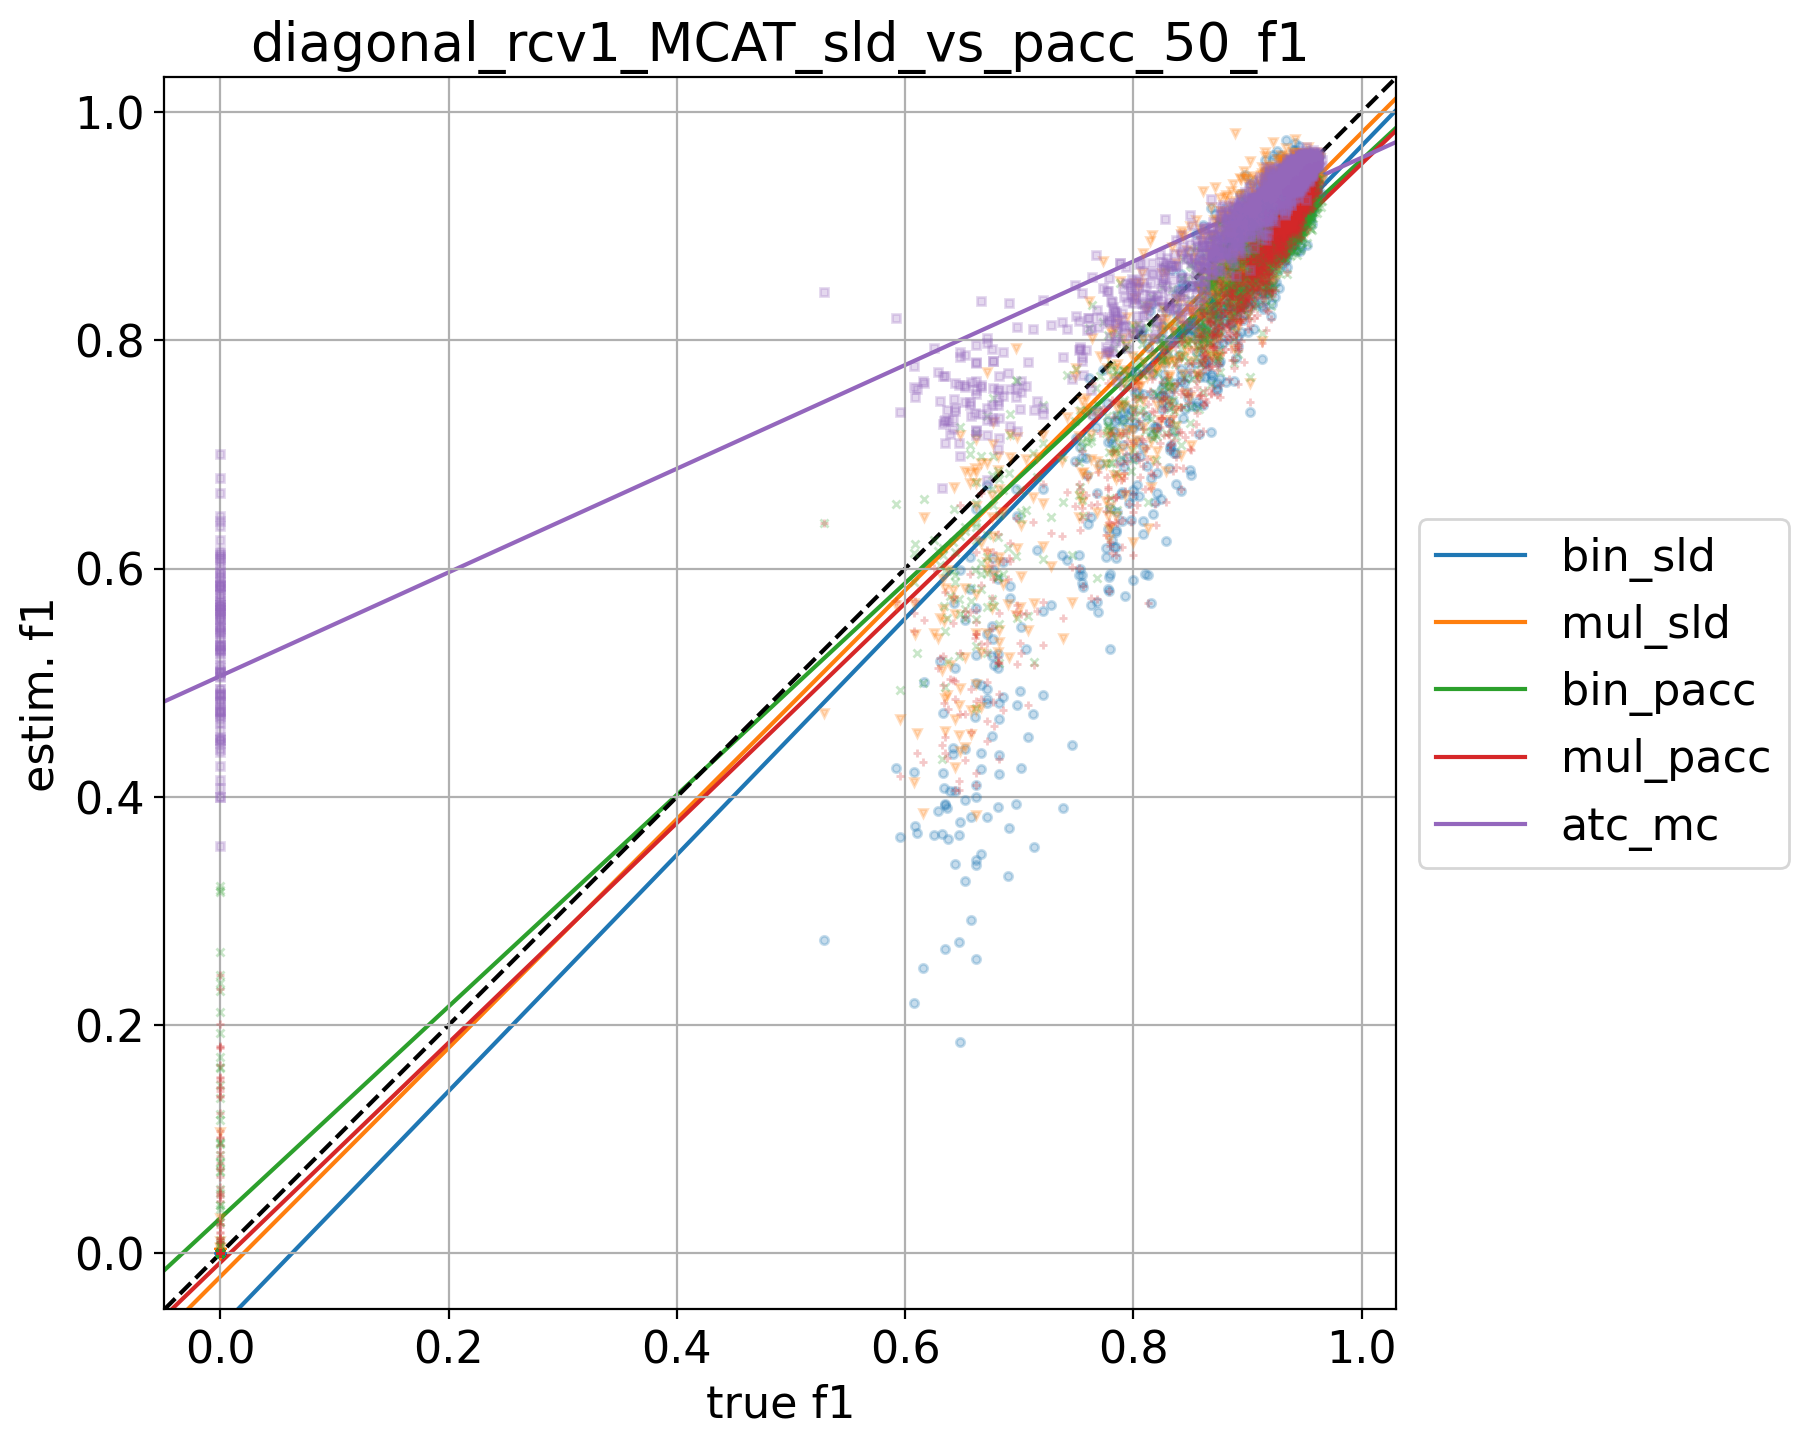 diagonal_rcv1_MCAT_sld_vs_pacc_50_f1
1.0
0.8
0.6
0.4
0.2
0.0
estim. f1
0.0 0.2 0.4 0.6 0.8 1.0
true f1
bin_sld
mul_sld
bin_pacc
mul_pacc
atc_mc